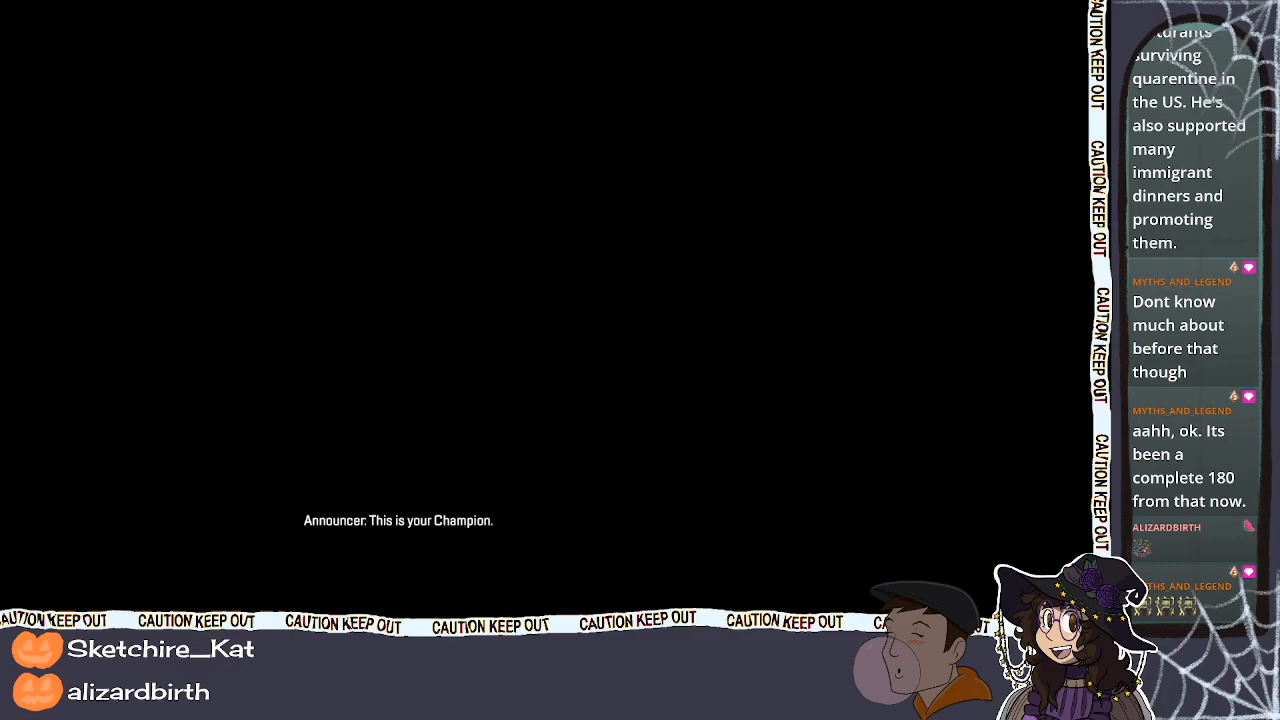 surviving
quarentine in
the US. He's
also supported
many
immigrant
dinners and
promoting
them.
MYTHS_AND_LEGEND
Dont know
much about
before that
though
MYTHS_AND_LEGEND
aahh, ok. Its
been a
complete 180
from that now.
ALIZARDBIRTH
THS_AND_LEGEND
Announcer: This is your Champion.
CAUTION KEEP OUT
CAUTION KEEP OUT
CAUTION KEEP OUT
CAUTION KEEP OUT
CAUTION KEEP OUT CAUTION KEEP OUT CAUTION KEEP OUT CAUTION KEEP OUT CAUTION KEEP OUT CAUTION KEEP OUT
Sketchire_Kat
alizardbirth